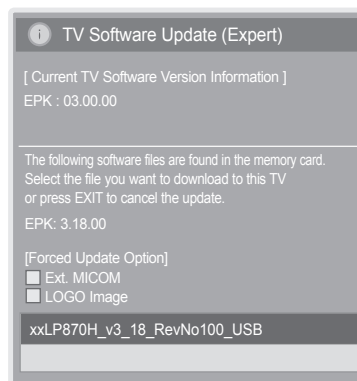 i TV Software Update (Expert)
[ Current TV Software Version Information ]
EPK : 03.00.00
The following software files are found in the memory card.
Select the file you want to download to this TV
or press EXIT to cancel the update.
EPK: 3.18.00
[Forced Update Option]
Ext. MICOM
LOGO Image
xxLP870H_v3_18_RevNo100_USB